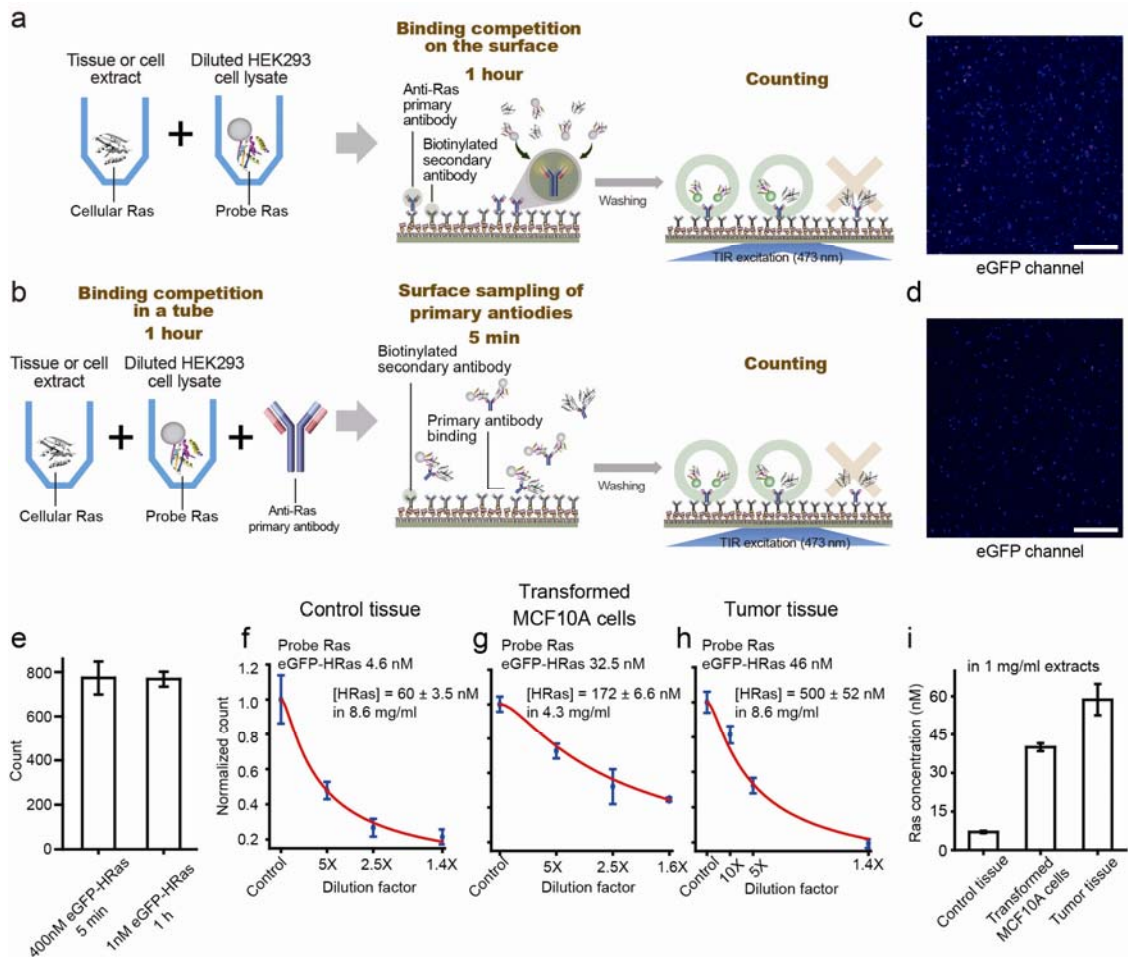 a
Tissue or cell
extract
Diluted HEK293
cell lysate
Cellular Ras
Probe Ras
Binding competition
on the surface
1 hour
Anti-Ras
primary
antibody
Biotinylated
secondary
antibody
Washing
Counting
TIR excitation (473 nm)
c
eGFP channel
b
Binding competition
in a tube
1 hour
Tissue or cell
extract
Diluted HEK293
cell lysate
Cellular Ras
Probe Ras
Anti-Ras
primary antibody
Surface sampling of
primary antiodies
5 min
Biotinylated
secondary antibody
Primary antibody
binding
Washing
Counting
TIR excitation (473 nm)
d
eGFP channel
e
Count
800
600
400
200
0
400nM eGFP-HRas
5 min
1nM eGFP-HRas
1 h
Control tissue
f
Probe Ras
eGFP-HRas 4.6 nM
[HRas] = 60 ± 3.5 nM
in 8.6 mg/ml
Normalized count
1.2
1.0
0.8
0.6
0.4
0.2
Control
5X
2.5X
1.4X
Dilution factor
Transformed
MCF10A cells
g
Probe Ras
eGFP-HRas 32.5 nM
[HRas] = 172 ± 6.6 nM
in 4.3 mg/ml
Control
5X
2.5X
1.6X
Dilution factor
Tumor tissue
h
Probe Ras
eGFP-HRas 46 nM
[HRas] = 500 ± 52 nM
in 8.6 mg/ml
Control
10X
5X
1.4X
Dilution factor
i
in 1 mg/ml extracts
Ras concentration (nM)
60
45
30
15
0
Control tissue
Transformed
MCF10A cells
Tumor tissue